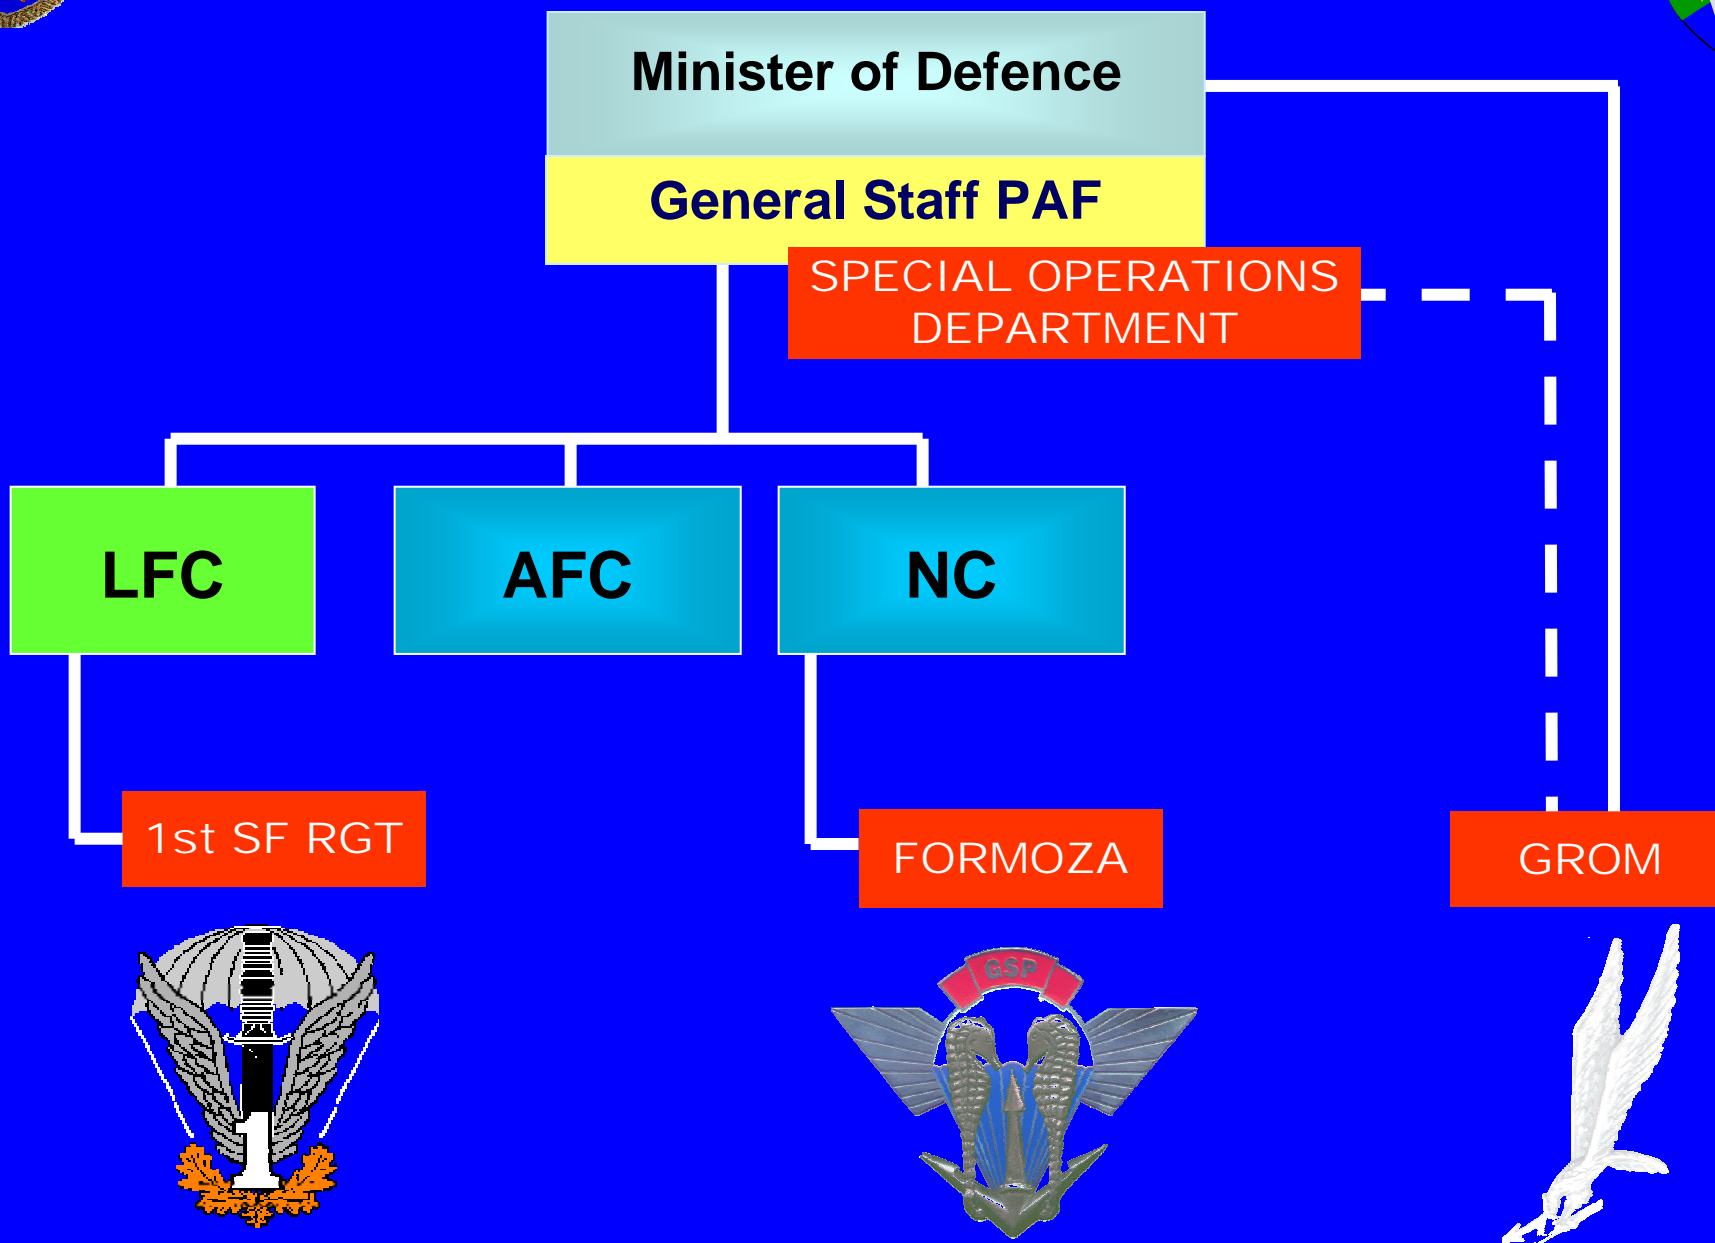 Minister of Defence
General Staff PAF
SPECIAL OPERATIONS
DEPARTMENT
LFC
AFC
NC
1st SF RGT
FORMOZA
GROM
GSP
1